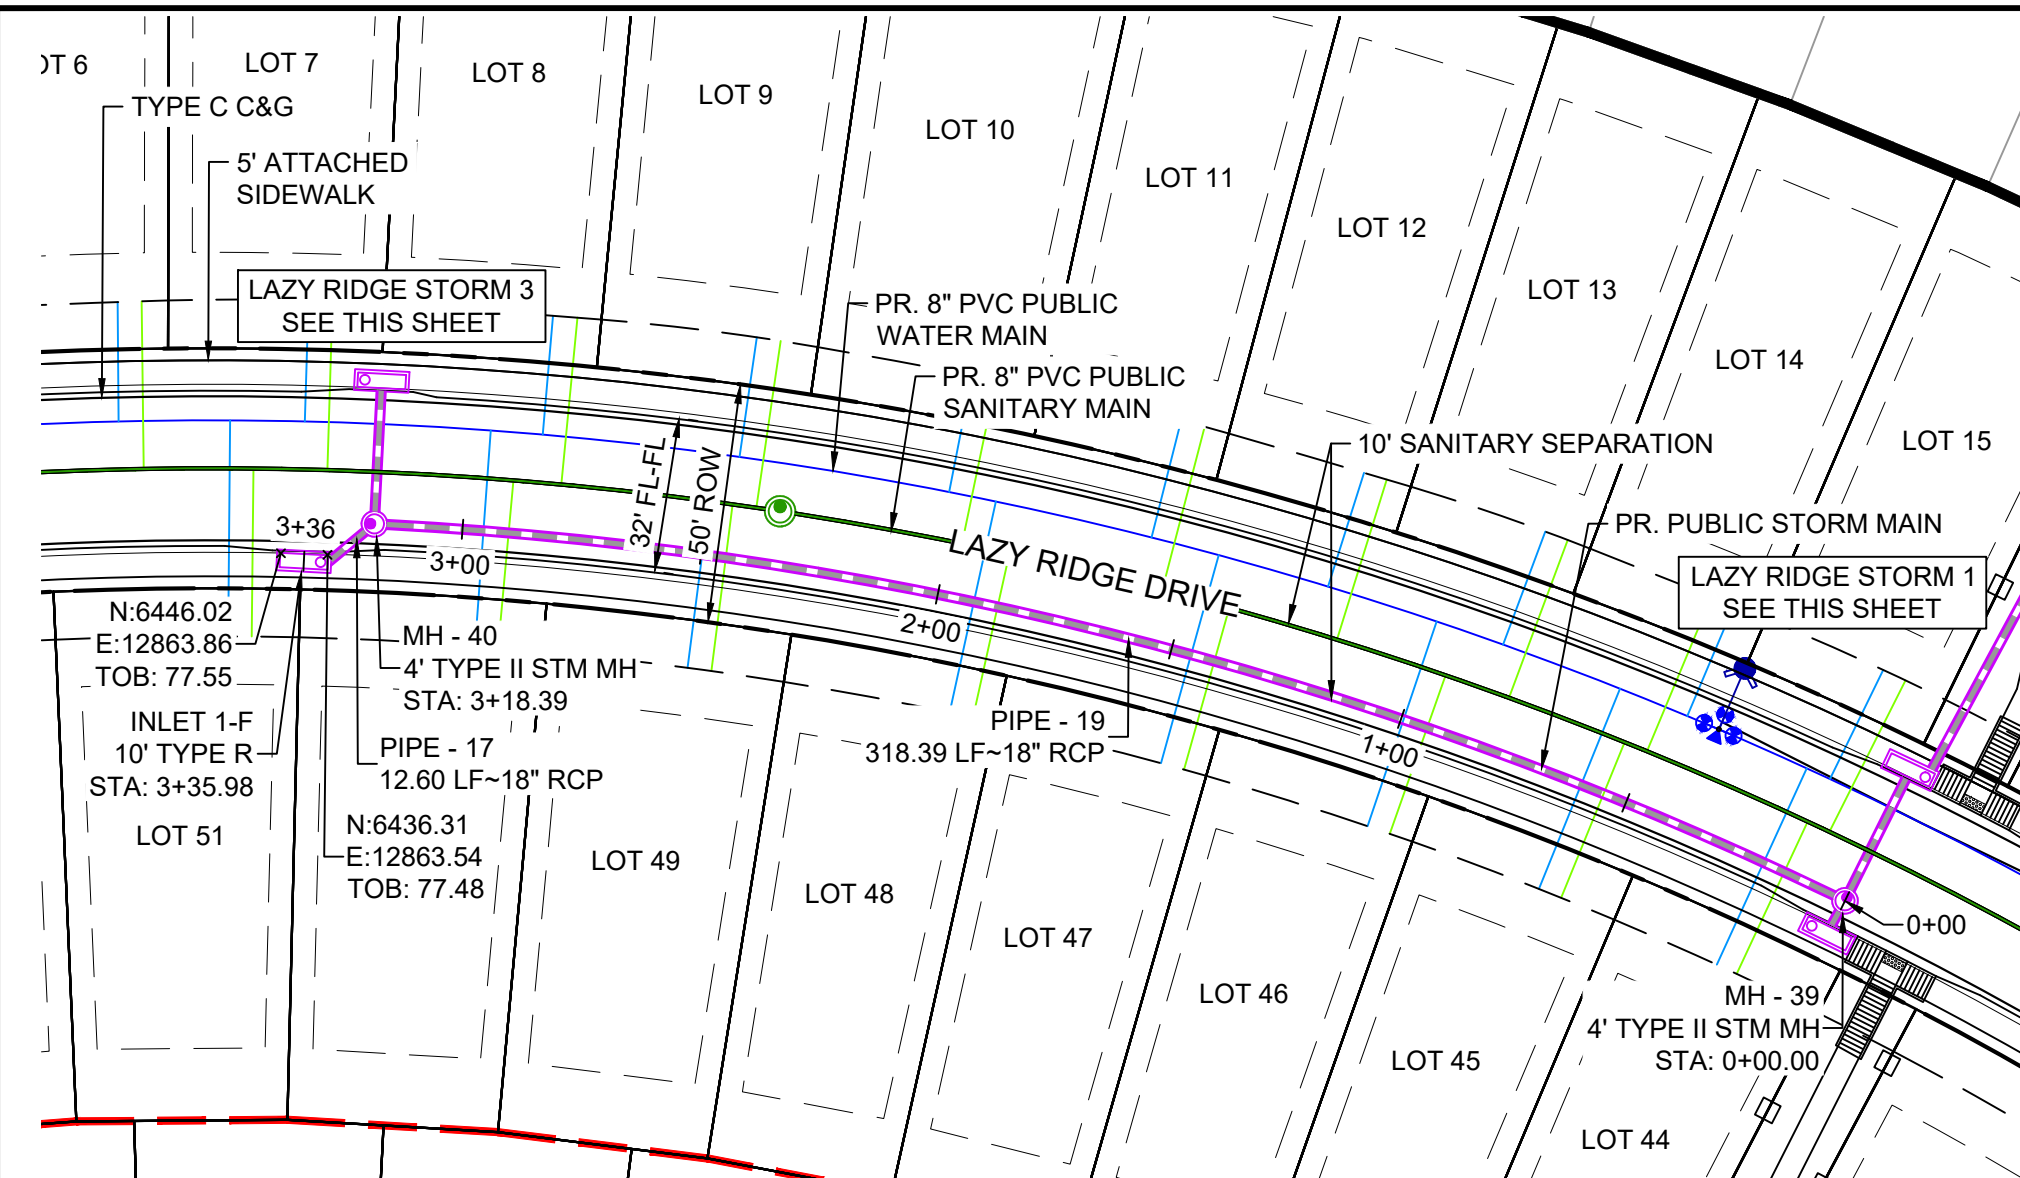 OT 6
LOT 7
LOT 8
LOT 9
LOT 10
LOT 11
LOT 12
LOT 13
LOT 14
LOT 15
TYPE C C&G
5' ATTACHED
SIDEWALK
LAZY RIDGE STORM 3
SEE THIS SHEET
PR. 8" PVC PUBLIC
WATER MAIN
PR. 8" PVC PUBLIC
SANITARY MAIN
10' SANITARY SEPARATION
PR. PUBLIC STORM MAIN
LAZY RIDGE STORM 1
SEE THIS SHEET
32' FL-FL
50' ROW
LAZY RIDGE DRIVE
3+36
3+00
2+00
1+00
0+00
N:6446.02
E:12863.86
TOB: 77.55
INLET 1-F
10' TYPE R
STA: 3+35.98
MH - 40
4' TYPE II STM MH
STA: 3+18.39
PIPE - 17
12.60 LF~18" RCP
N:6436.31
E:12863.54
TOB: 77.48
PIPE - 19
318.39 LF~18" RCP
MH - 39
4' TYPE II STM MH
STA: 0+00.00
LOT 51
LOT 49
LOT 48
LOT 47
LOT 46
LOT 45
LOT 44